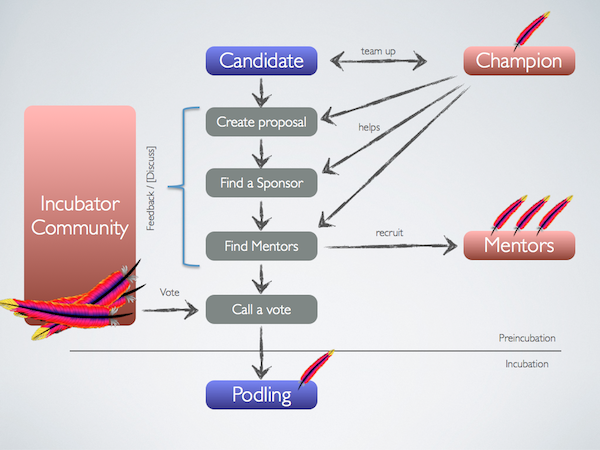 Candidate
team up
Champion
Create proposal
helps
Feedback / [Discuss]
Find a Sponsor
Incubator
Community
Find Mentors
recruit
Mentors
Vote
Call a vote
Preincubation
Incubation
Podling